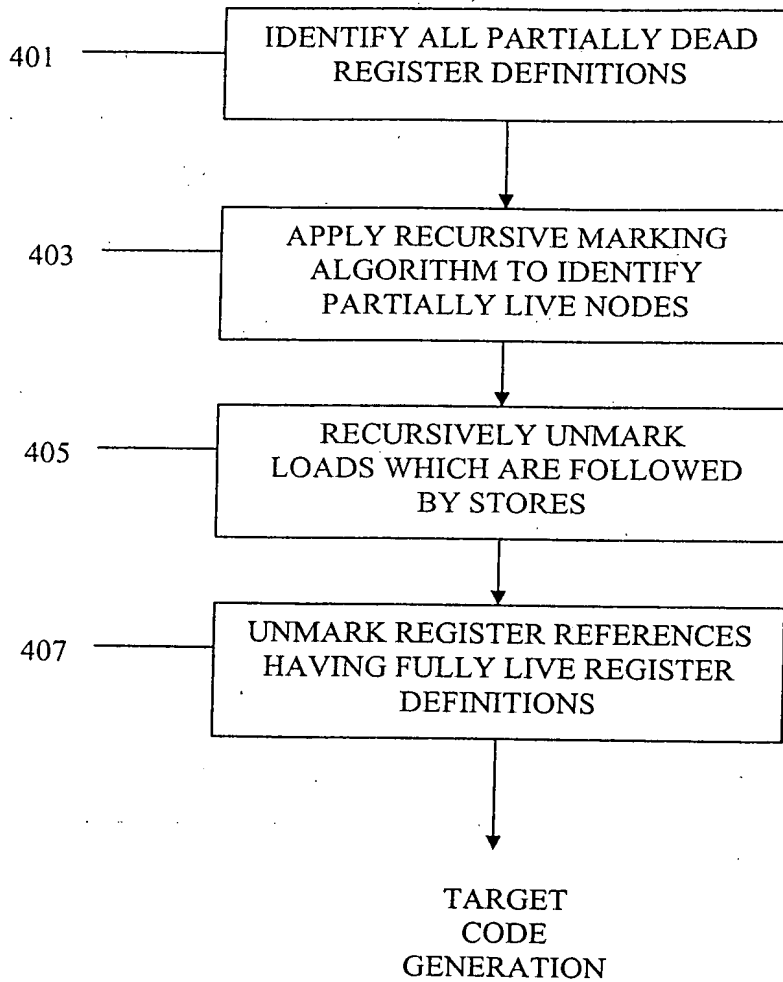 401
IDENTIFY ALL PARTIALLY DEAD
REGISTER DEFINITIONS
403
APPLY RECURSIVE MARKING
ALGORITHM TO IDENTIFY
PARTIALLY LIVE NODES
405
RECURSIVELY UNMARK
LOADS WHICH ARE FOLLOWED
BY STORES
407
UNMARK REGISTER REFERENCES
HAVING FULLY LIVE REGISTER
DEFINITIONS
TARGET
CODE
GENERATION